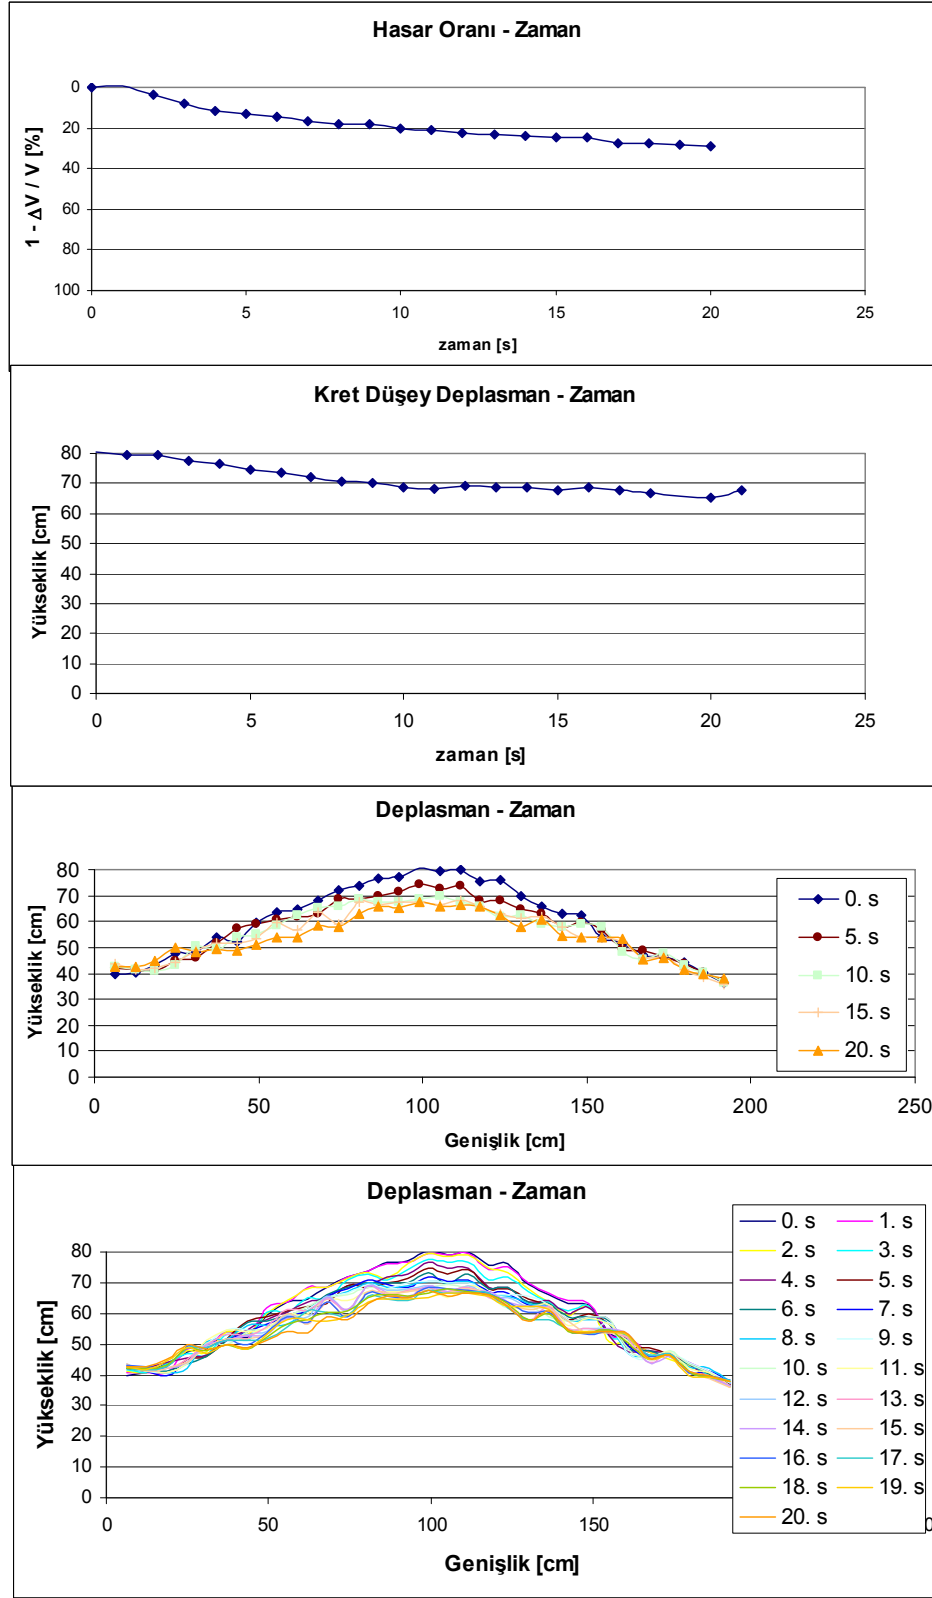 Hasar Oranı - Zaman
1 - ΔV / V [%]
0
20
40
60
80
100
0 5 10 15 20 25
zaman [s]
Kret Düşey Deplasman - Zaman
Yükseklik [cm]
80
70
60
50
40
30
20
10
0
0 5 10 15 20 25
zaman [s]
Deplasman - Zaman
Yükseklik [cm]
80
70
60
50
40
30
20
10
0
0 50 100 150 200 250
Genişlik [cm]
0. s
5. s
10. s
15. s
20. s
Deplasman - Zaman
Yükseklik [cm]
80
70
60
50
40
30
20
10
0
0 50 100 150 0
Genişlik [cm]
0. s 1. s
2. s 3. s
4. s 5. s
6. s 7. s
8. s 9. s
10. s 11. s
12. s 13. s
14. s 15. s
16. s 17. s
18. s 19. s
20. s